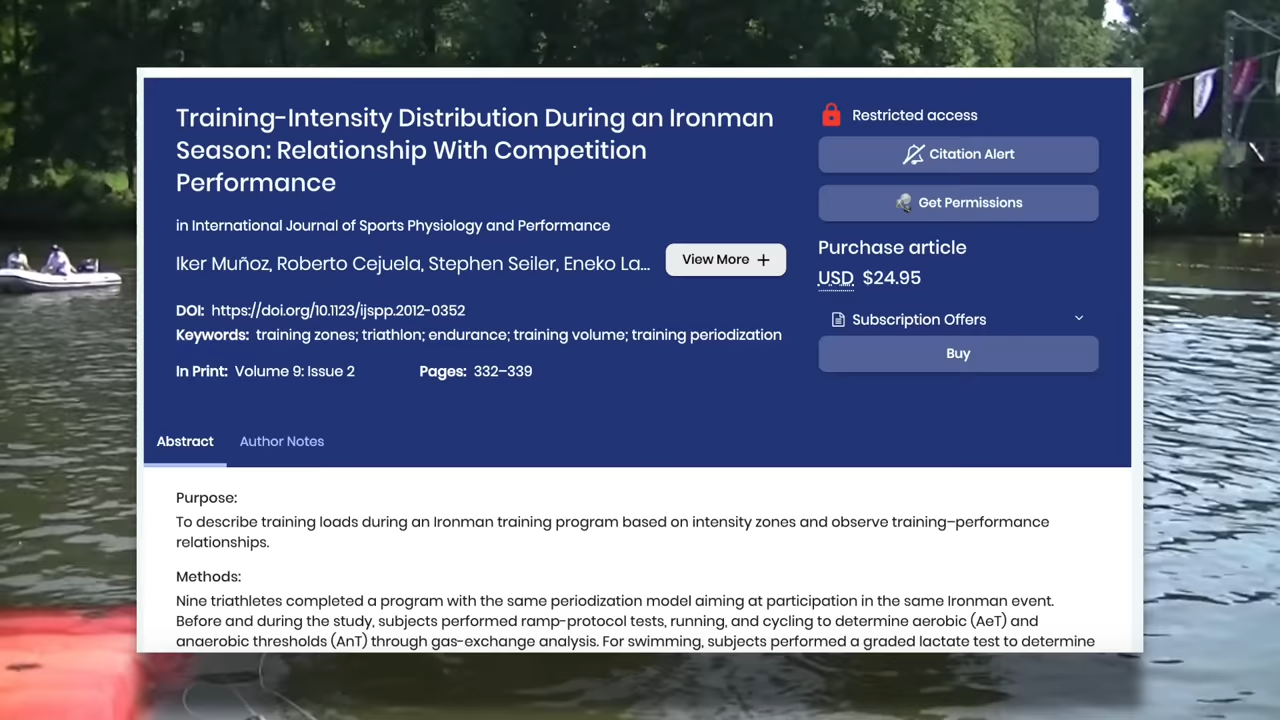 Training-Intensity Distribution During an Ironman
Season: Relationship With Competition
Performance
in International Journal of Sports Physiology and Performance
Iker Muñoz, Roberto Cejuela, Stephen Seiler, Eneko La...
View More +
DOI: https://doi.org/10.1123/ijspp.2012-0352
Keywords: training zones; triathlon; endurance; training volume; training periodization
In Print: Volume 9: Issue 2
Pages: 332–339
Restricted access
Citation Alert
Get Permissions
Purchase article
USD $24.95
Subscription Offers
Buy
Abstract
Author Notes
Purpose:
To describe training loads during an Ironman training program based on intensity zones and observe training–performance
relationships.
Methods:
Nine triathletes completed a program with the same periodization model aiming at participation in the same Ironman event.
Before and during the study, subjects performed ramp-protocol tests, running, and cycling to determine aerobic (AeT) and
anaerobic thresholds (AnT) through gas-exchange analysis. For swimming, subjects performed a graded lactate test to determine